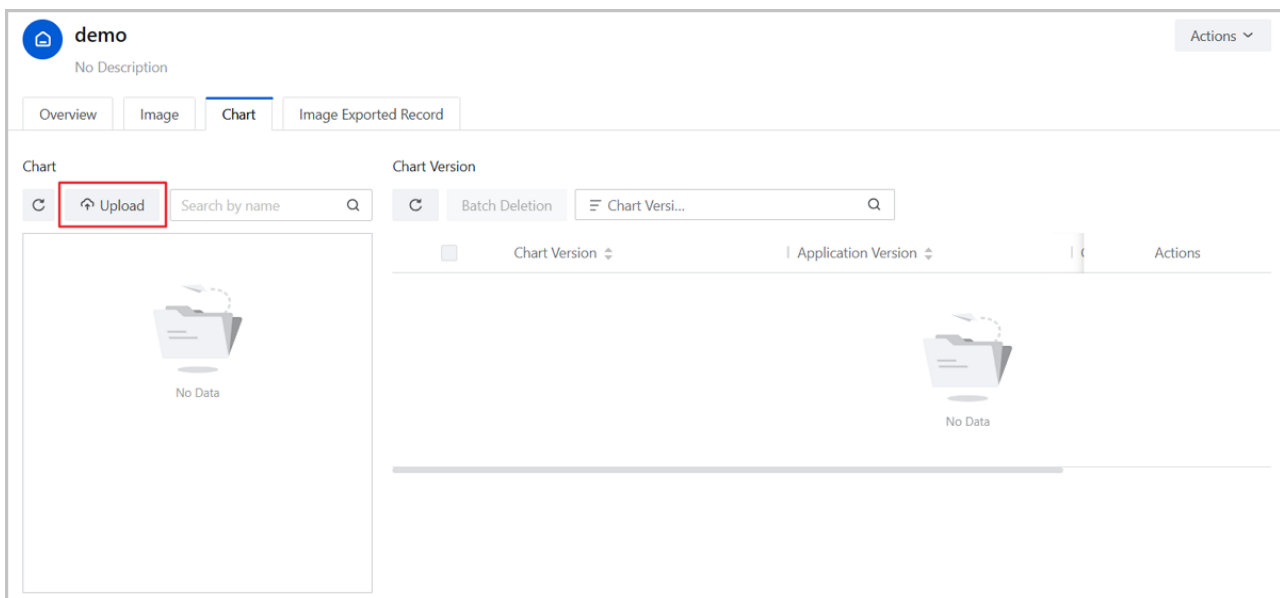 demo
Actions
No Description
Overview
Image
Chart
Image Exported Record
Chart
Chart Version
Upload
Search by name
Batch Deletion
Chart Versi...
Chart Version
Application Version
Actions
No Data
No Data